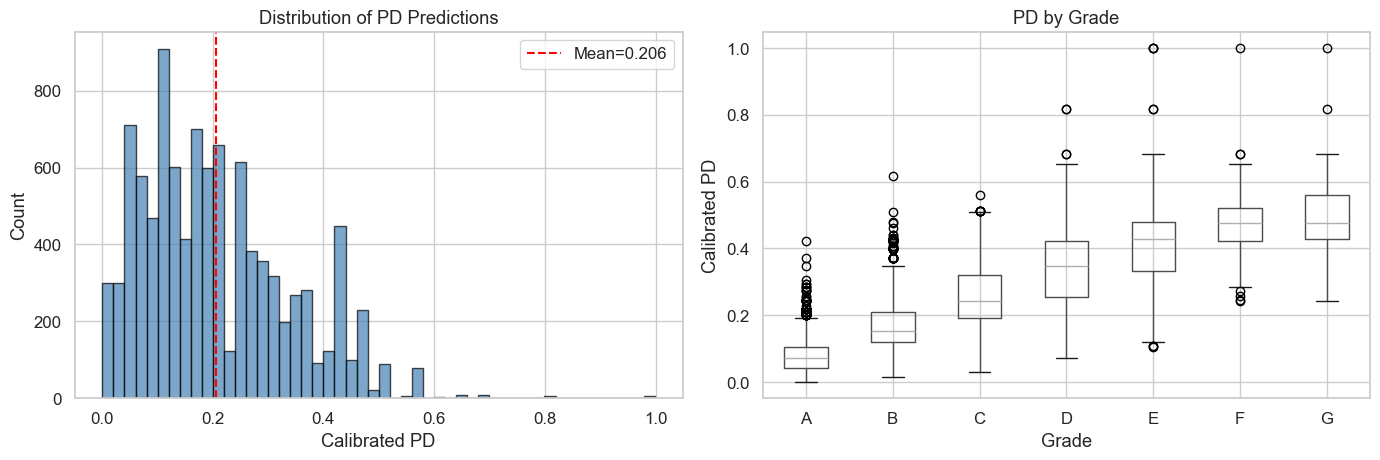 Distribution of PD Predictions
Mean=0.206
Count
800
600
400
200
0
0.0 0.2 0.4 0.6 0.8 1.0
Calibrated PD
PD by Grade
Calibrated PD
1.0
0.8
0.6
0.4
0.2
0.0
A B C D E F G
Grade